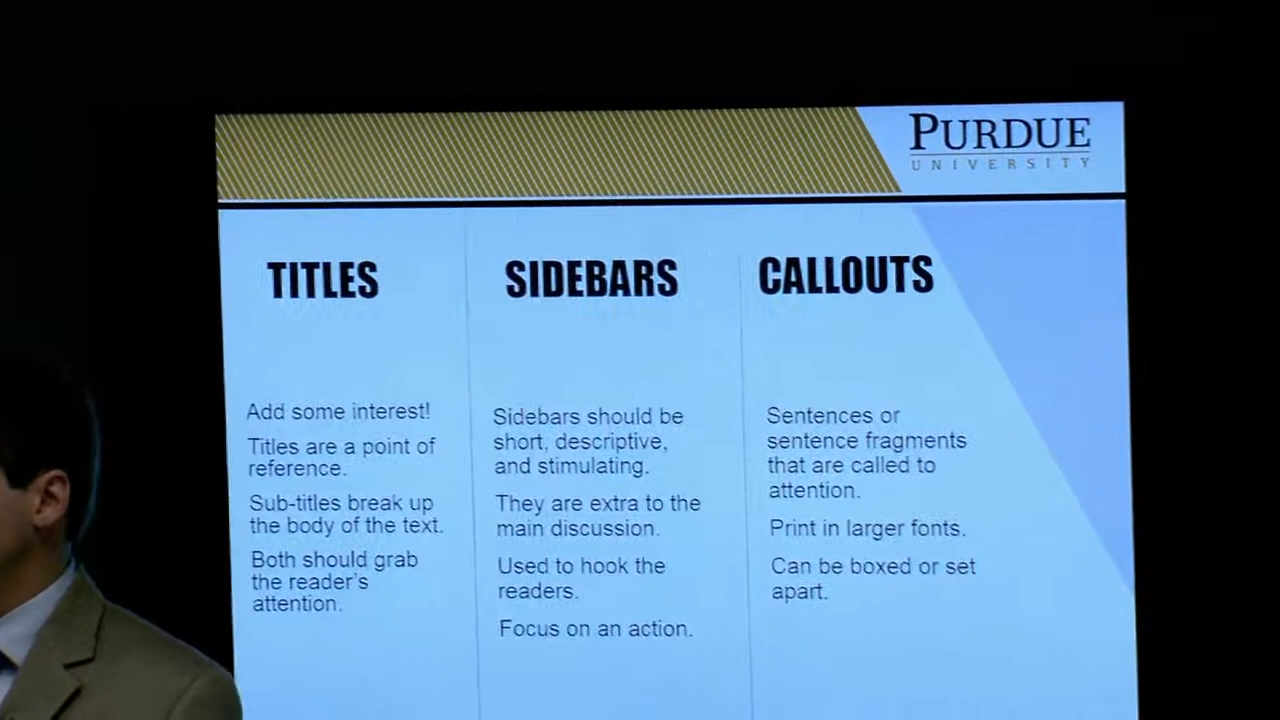 PURDUE
UNIVERSITY
TITLES
Add some interest!
Titles are a point of
reference.
Sub-titles break up
the body of the text.
Both should grab
the reader's
attention.
SIDEBARS
Sidebars should be
short, descriptive,
and stimulating.
They are extra to the
main discussion.
Used to hook the
readers.
Focus on an action.
CALLOUTS
Sentences or
sentence fragments
that are called to
attention.
Print in larger fonts.
Can be boxed or set
apart.